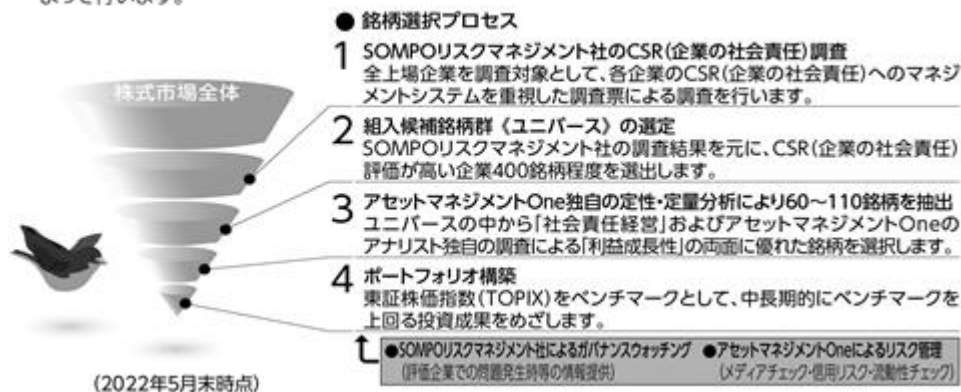 よって行います。
●銘柄選択プロセス
株式市場全体
1 SOMPOリスクマネジメント社のCSR(企業の社会責任)調査
全上場企業を調査対象として、各企業のCSR(企業の社会責任)へのマネジ
メントシステムを重視した調査票による調査を行います。
2 組入候補銘柄群《ユニバース》の選定
SOMPOリスクマネジメント社の調査結果を元に、CSR(企業の社会責任)
評価が高い企業400銘柄程度を選出します。
3 アセットマネジメントOne独自の定性・定量分析により60～110銘柄を抽出
ユニバースの中から「社会責任経営」およびアセットマネジメントOneの
アナリスト独自の調査による「利益成長性」の両面に優れた銘柄を選択します。
4 ポートフォリオ構築
東証株価指数(TOPIX)をベンチマークとして、中長期的にベンチマークを
上回る投資成果をめざします。
●SOMPOリスクマネジメント社によるガバナンスウォッチング ●アセットマネジメントOneによるリスク管理
(評価企業での問題発生時等の情報提供) (メディアチェック・信用リスク・流動性チェック)
(2022年5月末時点)